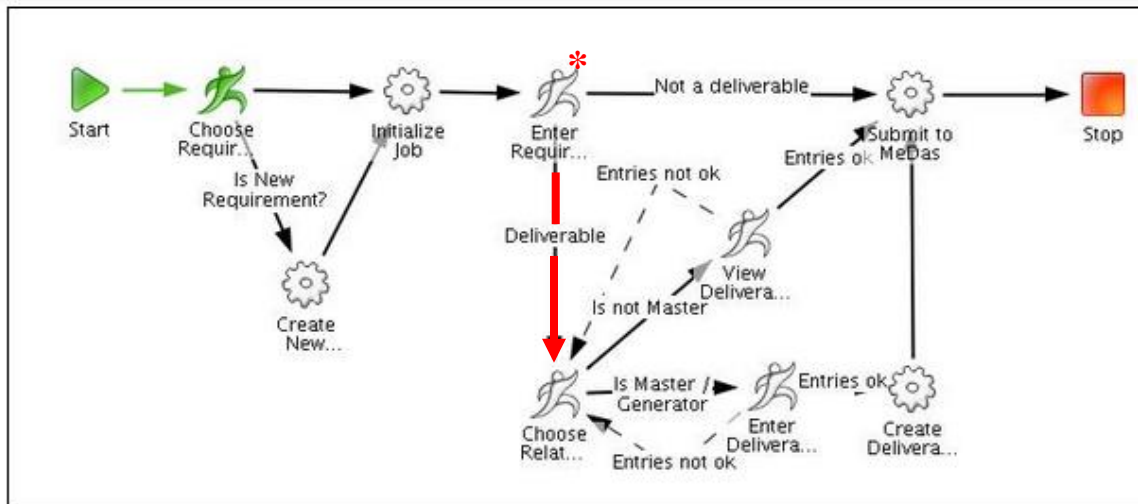 Start
Choose
Requir...
Initialize
Job
*
Enter
Requir...
Not a deliverable
Submit to
MeDas
Stop
Is New
Requirement?
Create
New...
Deliverable
Entries not ok
Entries ok
View
Delivera...
Is not Master
Choose
Relat...
Is Master /
Generator
Entries not ok
Enter
Delivera...
Entries ok
Create
Delivera...